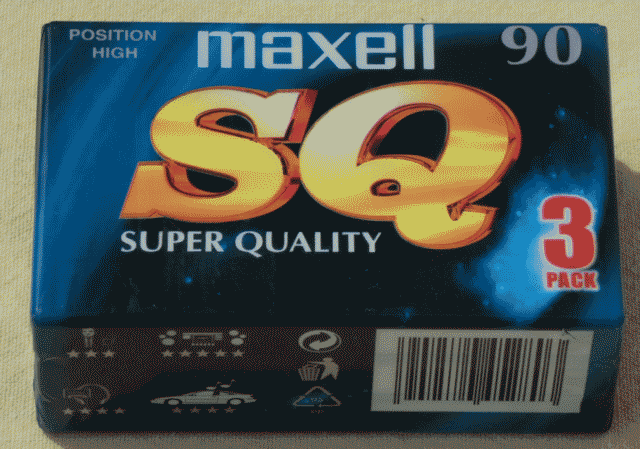 POSITION
HIGH
maxell
90
SQ
SUPER QUALITY
3
PACK